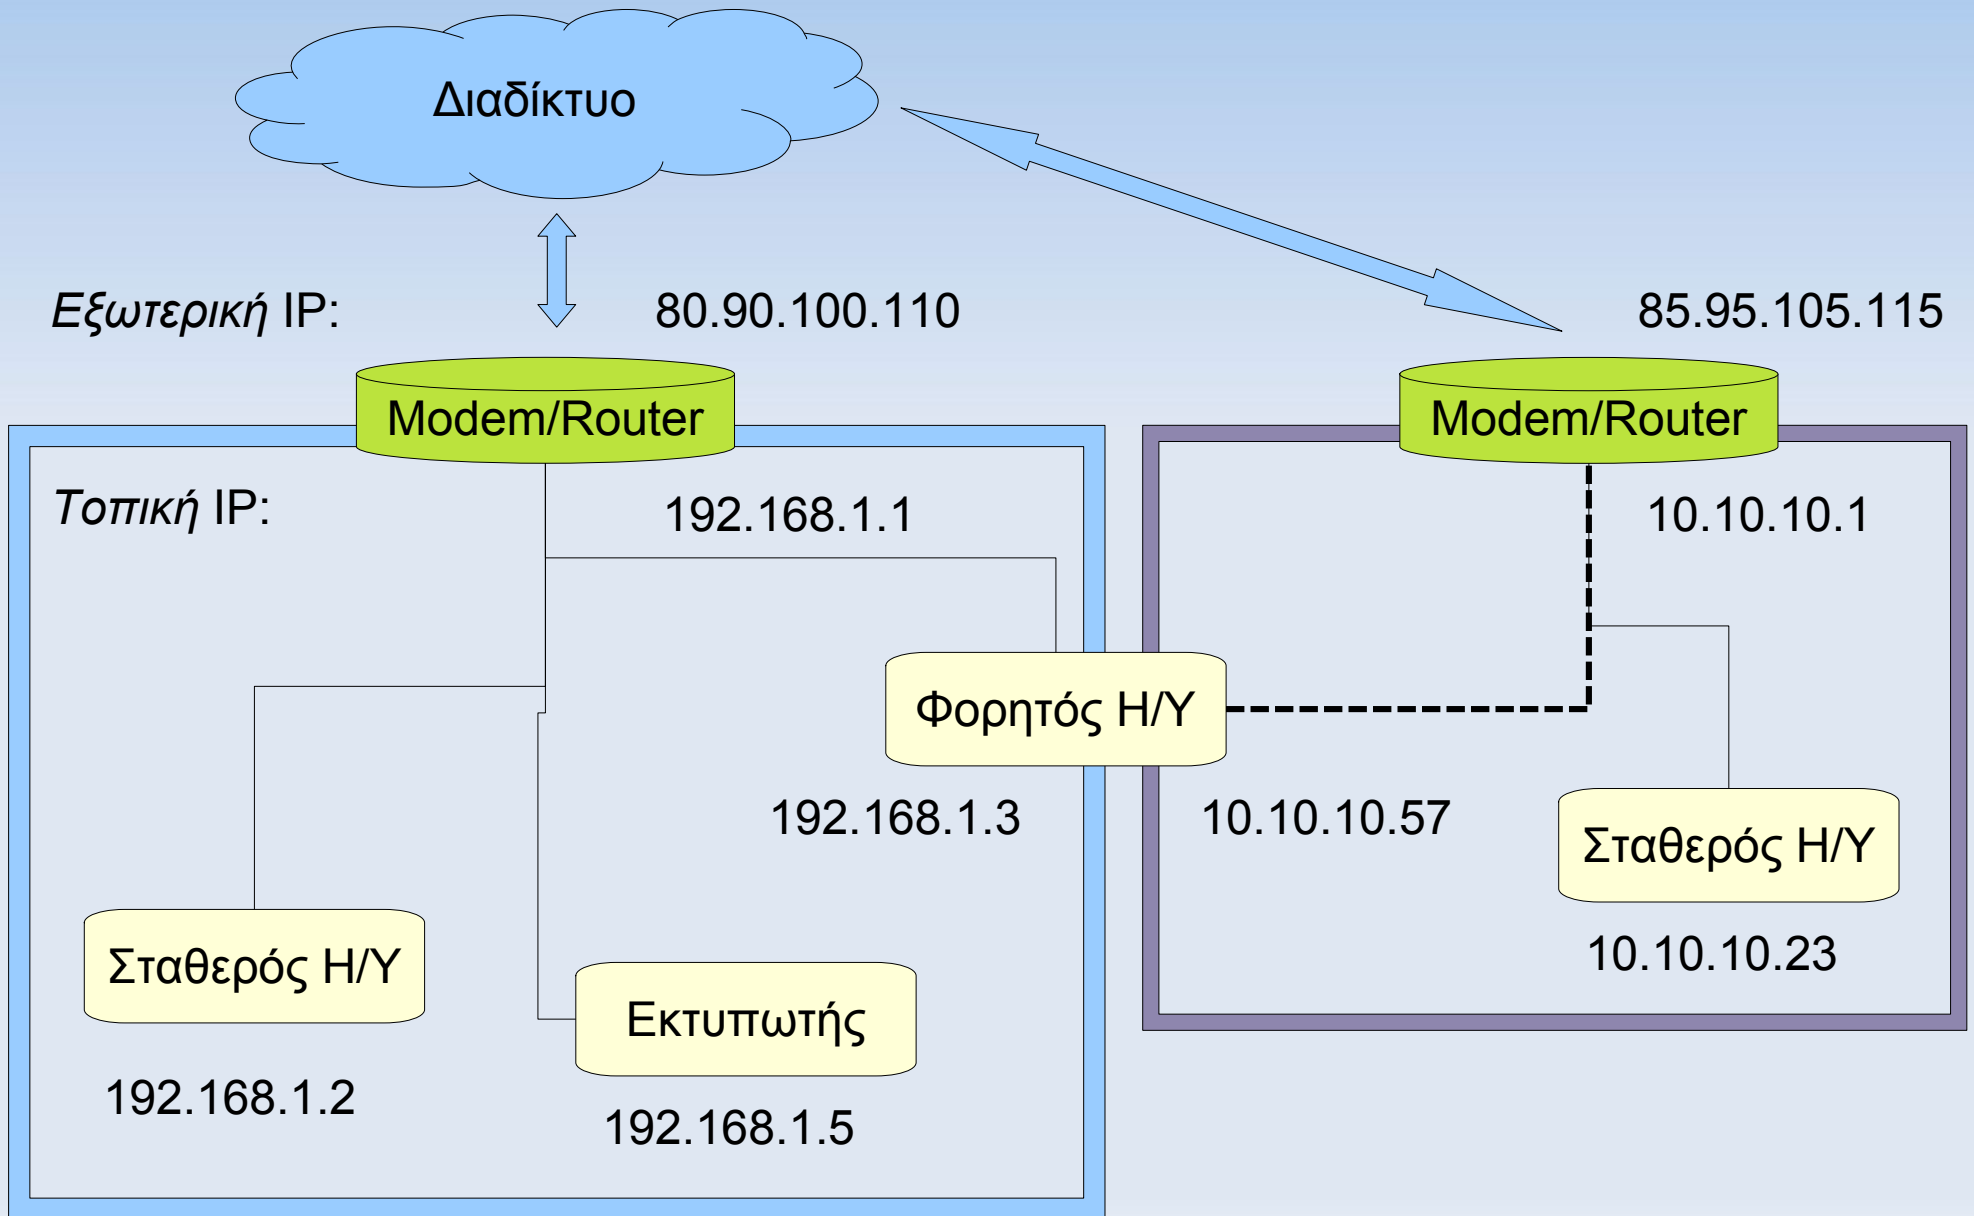 Διαδίκτυο
Εξωτερική IP:
80.90.100.110
85.95.105.115
Modem/Router
Modem/Router
Τοπική IP:
192.168.1.1
10.10.10.1
Φορητός Η/Υ
192.168.1.3
10.10.10.57
Σταθερός Η/Υ
10.10.10.23
Σταθερός Η/Υ
192.168.1.2
Εκτυπωτής
192.168.1.5